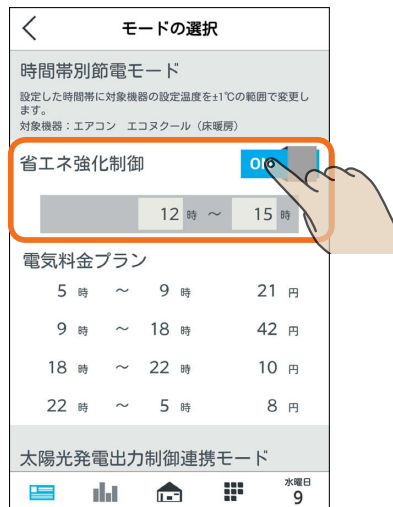 モードの選択
時間帯別節電モード
設定した時間帯に対象機器の設定温度を±1℃の範囲で変更し
ます。
対象機器：エアコン　エコヌクール（床暖房）
省エネ強化制御 ON
12 時 ～ 15 時
電気料金プラン
5 時 ～ 9 時 21 円
9 時 ～ 18 時 42 円
18 時 ～ 22 時 10 円
22 時 ～ 5 時 8 円
太陽光発電出力制御連携モード
水曜日
9